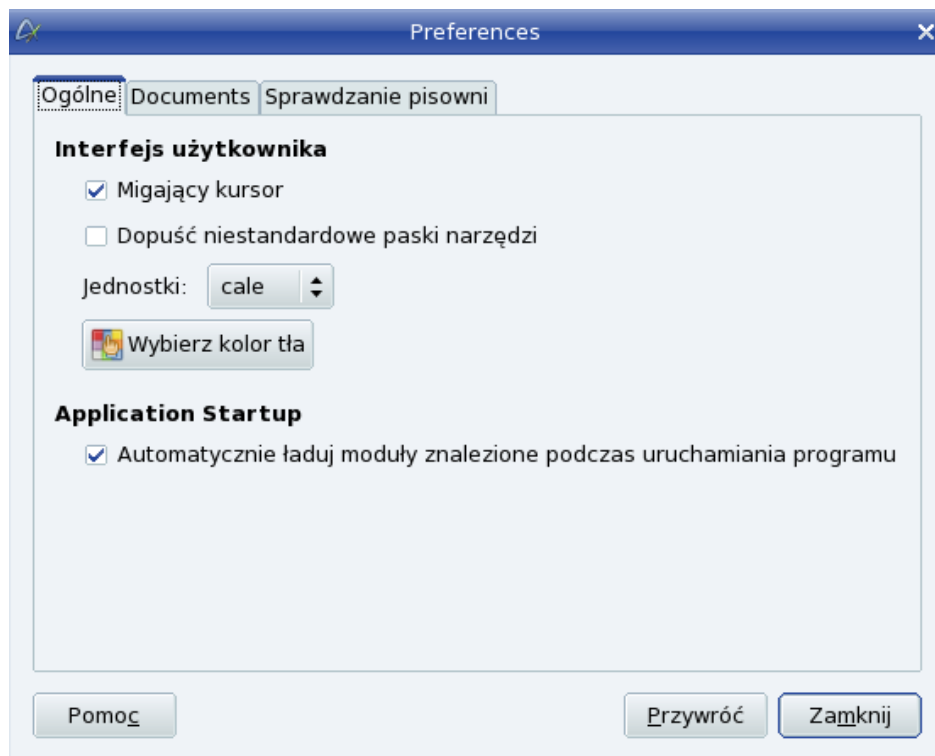 Preferences
Ogólne Documents Sprawdzanie pisowni
Interfejs użytkownika
Migający kursor
Dopuść niestandardowe paski narzędzi
Jednostki: cale
Wybierz kolor tła
Application Startup
Automatycznie ładuj moduły znalezione podczas uruchamiania programu
Pomoc Przywróć Zamknij